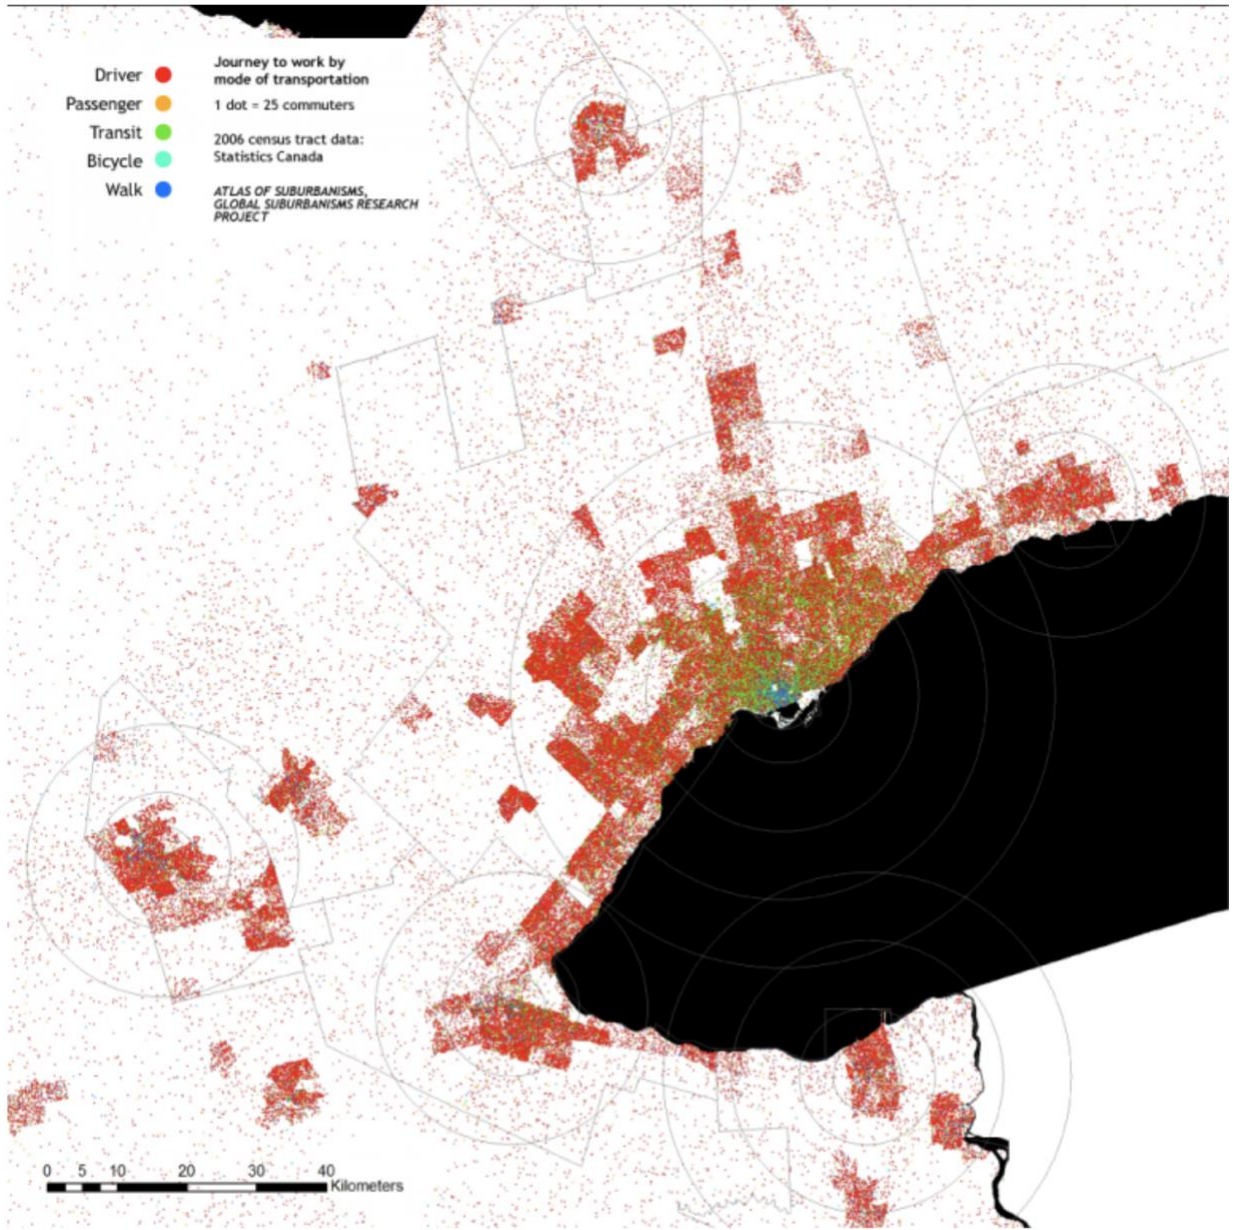 Journey to work by
mode of transportation
Driver
Passenger
1 dot = 25 commuters
Transit
2006 census tract data:
Statistics Canada
Bicycle
Walk
ATLAS OF SUBURBANISMS,
GLOBAL SUBURBANISMS RESEARCH
PROJECT
0 5 10 20 30 40
Kilometers